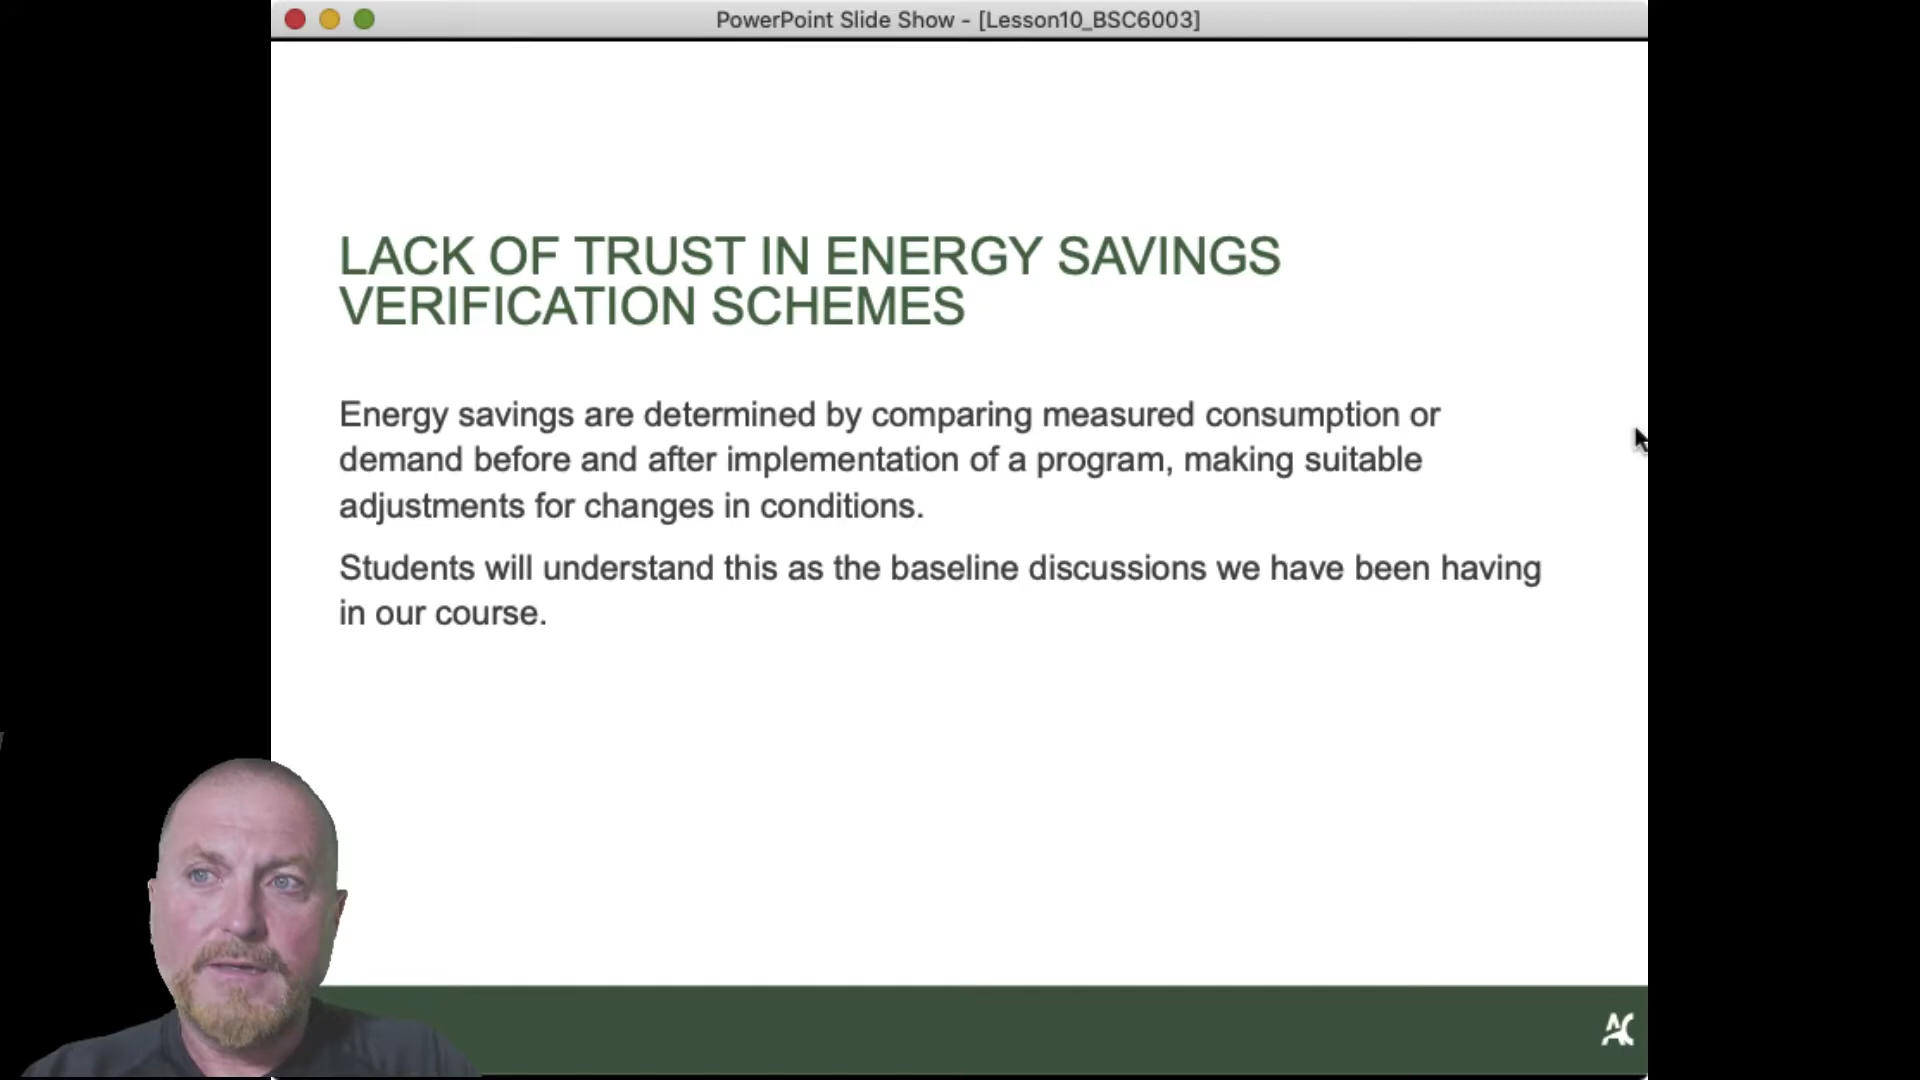 PowerPoint Slide Show - [Lesson10_BSC6003]
LACK OF TRUST IN ENERGY SAVINGS
VERIFICATION SCHEMES
Energy savings are determined by comparing measured consumption or
demand before and after implementation of a program, making suitable
adjustments for changes in conditions.
Students will understand this as the baseline discussions we have been having
in our course.
AC